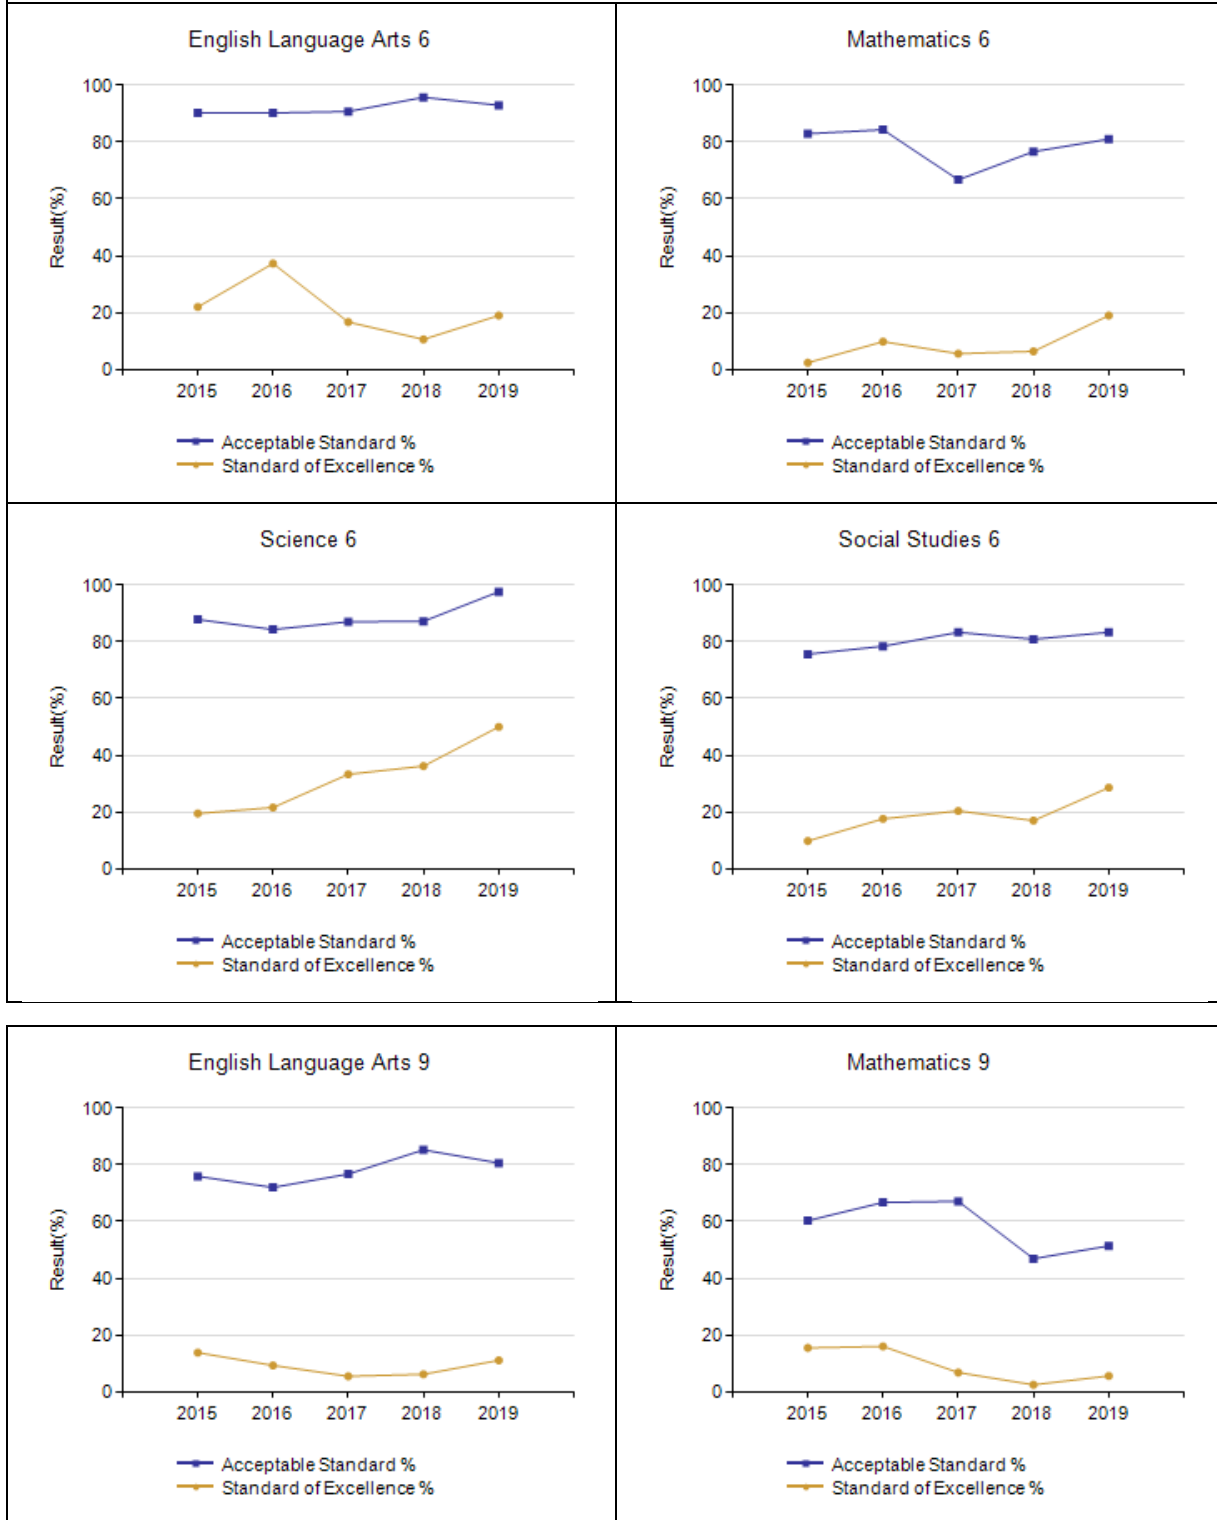 English Language Arts 6
100
80
60
40
20
0
Result(%)
2015 2016 2017 2018 2019
Acceptable Standard %
Standard of Excellence %
Mathematics 6
100
80
60
40
20
0
Result(%)
2015 2016 2017 2018 2019
Acceptable Standard %
Standard of Excellence %
Science 6
100
80
60
40
20
0
Result(%)
2015 2016 2017 2018 2019
Acceptable Standard %
Standard of Excellence %
Social Studies 6
100
80
60
40
20
0
Result(%)
2015 2016 2017 2018 2019
Acceptable Standard %
Standard of Excellence %
English Language Arts 9
100
80
60
40
20
0
Result(%)
2015 2016 2017 2018 2019
Acceptable Standard %
Standard of Excellence %
Mathematics 9
100
80
60
40
20
0
Result(%)
2015 2016 2017 2018 2019
Acceptable Standard %
Standard of Excellence %